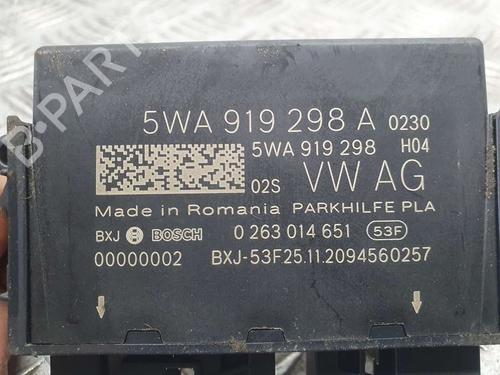 5WA 919 298 A 0230
5WA 919 298 H04
02S VW AG
Made in Romania PARKHILFE PLA
BXJ BOSCH 0 263 014 651 53F
00000002 BXJ-53F25.11.2094560257